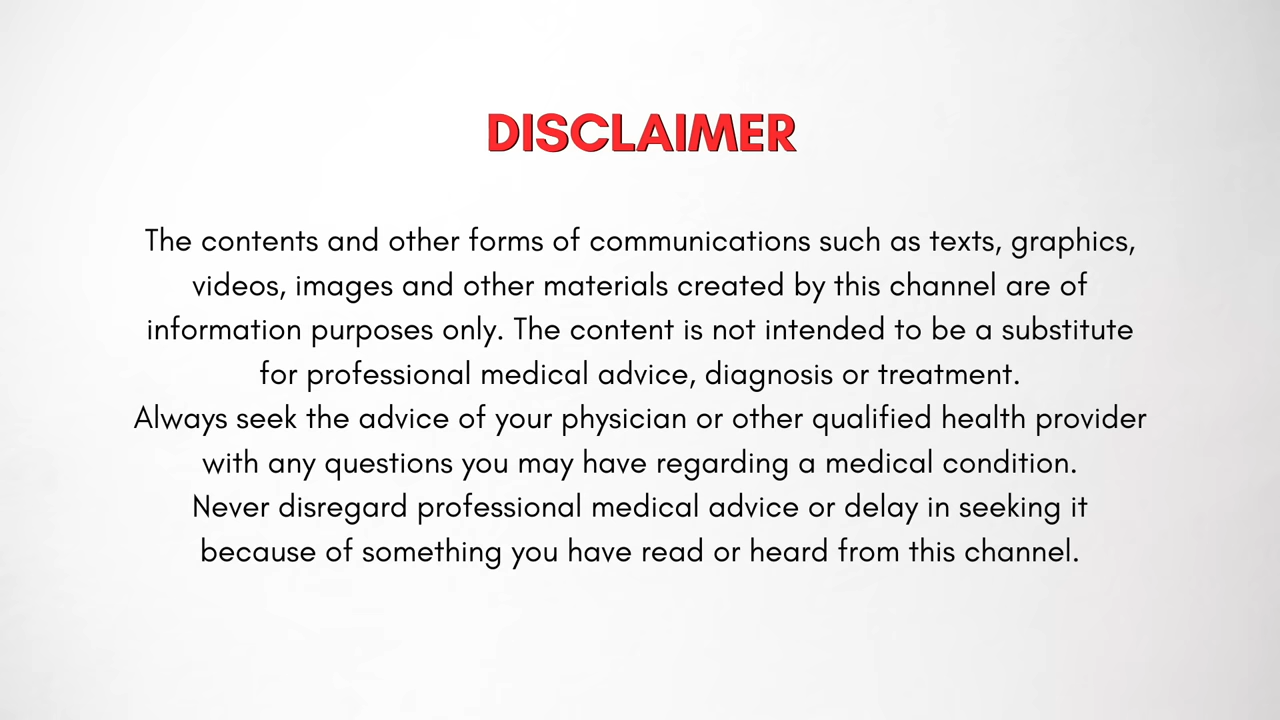 DISCLAIMER
The contents and other forms of communications such as texts, graphics,
videos, images and other materials created by this channel are of
information purposes only. The content is not intended to be a substitute
for professional medical advice, diagnosis or treatment.
Always seek the advice of your physician or other qualified health provider
with any questions you may have regarding a medical condition.
Never disregard professional medical advice or delay in seeking it
because of something you have read or heard from this channel.